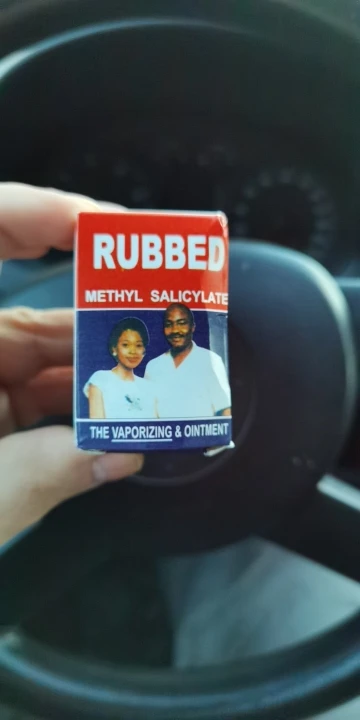 RUBBED
METHYL SALICYLATE
THE VAPORIZING & OINTMENT